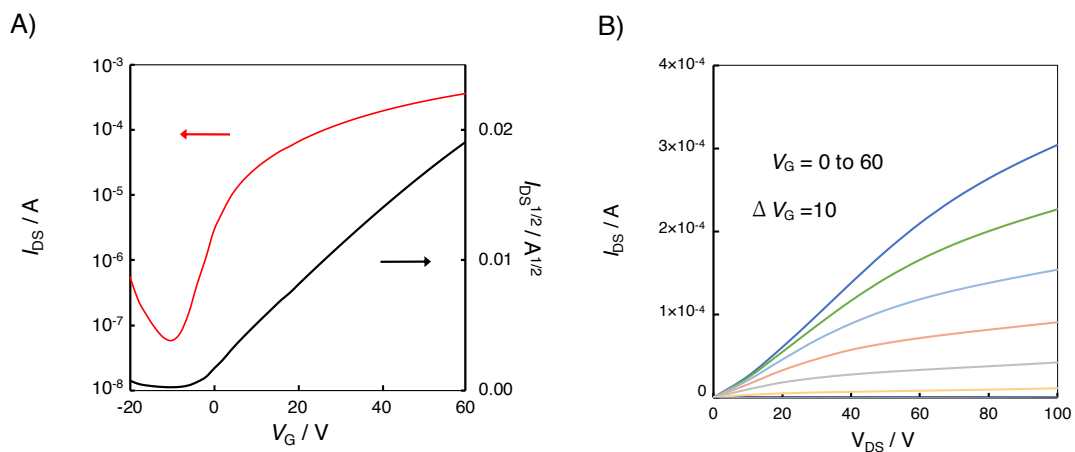 A)
10⁻³
10⁻⁴
10⁻⁵
10⁻⁶
10⁻⁷
10⁻⁸
I_DS / A
0.02
0.01
0.00
I_DS^1/2 / A^1/2
-20 0 20 40 60
V_G / V
B)
4×10⁻⁴
3×10⁻⁴
2×10⁻⁴
1×10⁻⁴
0
I_DS / A
V_G = 0 to 60
Δ V_G =10
0 20 40 60 80 100
V_DS / V